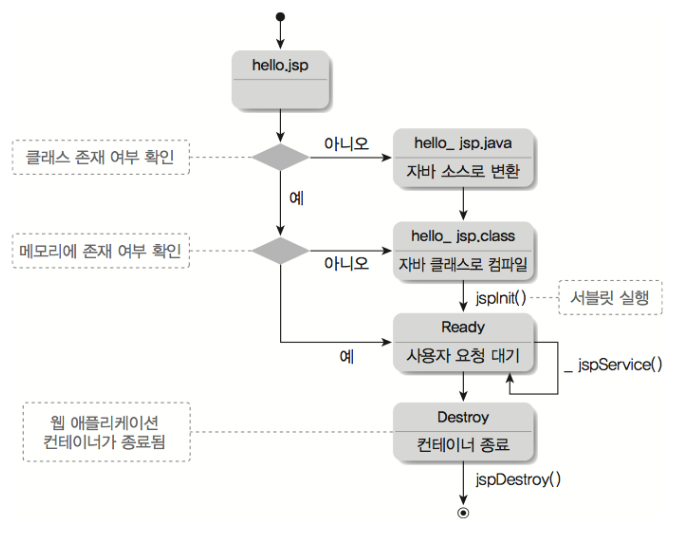 hello.jsp
클래스 존재 여부 확인
아니오
hello_ jsp.java
자바 소스로 변환
예
메모리에 존재 여부 확인
아니오
hello_ jsp.class
자바 클래스로 컴파일
jspInit()
서블릿 실행
Ready
사용자 요청 대기
예
_ jspService()
웹 애플리케이션
컨테이너가 종료됨
Destroy
컨테이너 종료
jspDestroy()